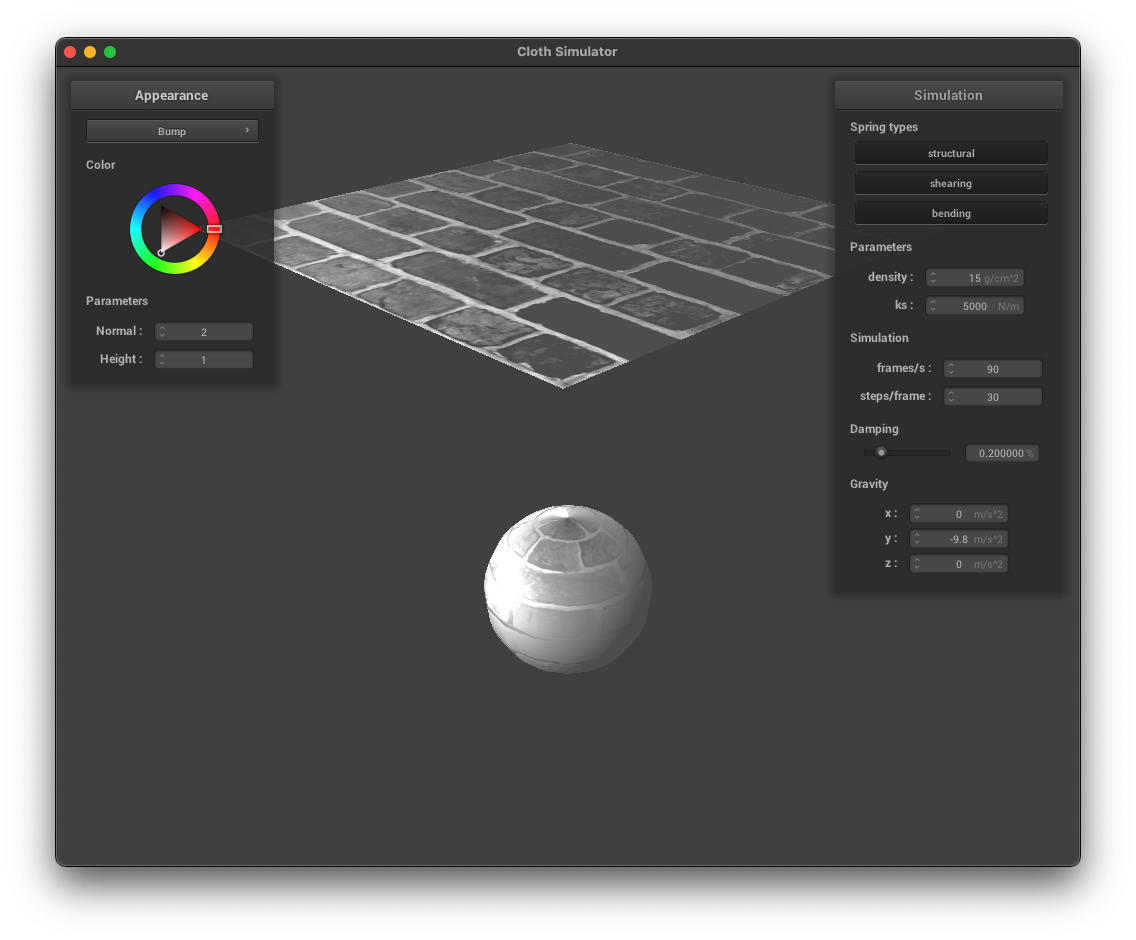 Cloth Simulator
Appearance
Bump
Color
Parameters
Normal : 2
Height : 1
Simulation
Spring types
structural
shearing
bending
Parameters
density : 15 g/cm^2
ks : 5000 N/m
Simulation
frames/s : 90
steps/frame : 30
Damping
0.200000 %
Gravity
x : 0 m/s^2
y : -9.8 m/s^2
z : 0 m/s^2